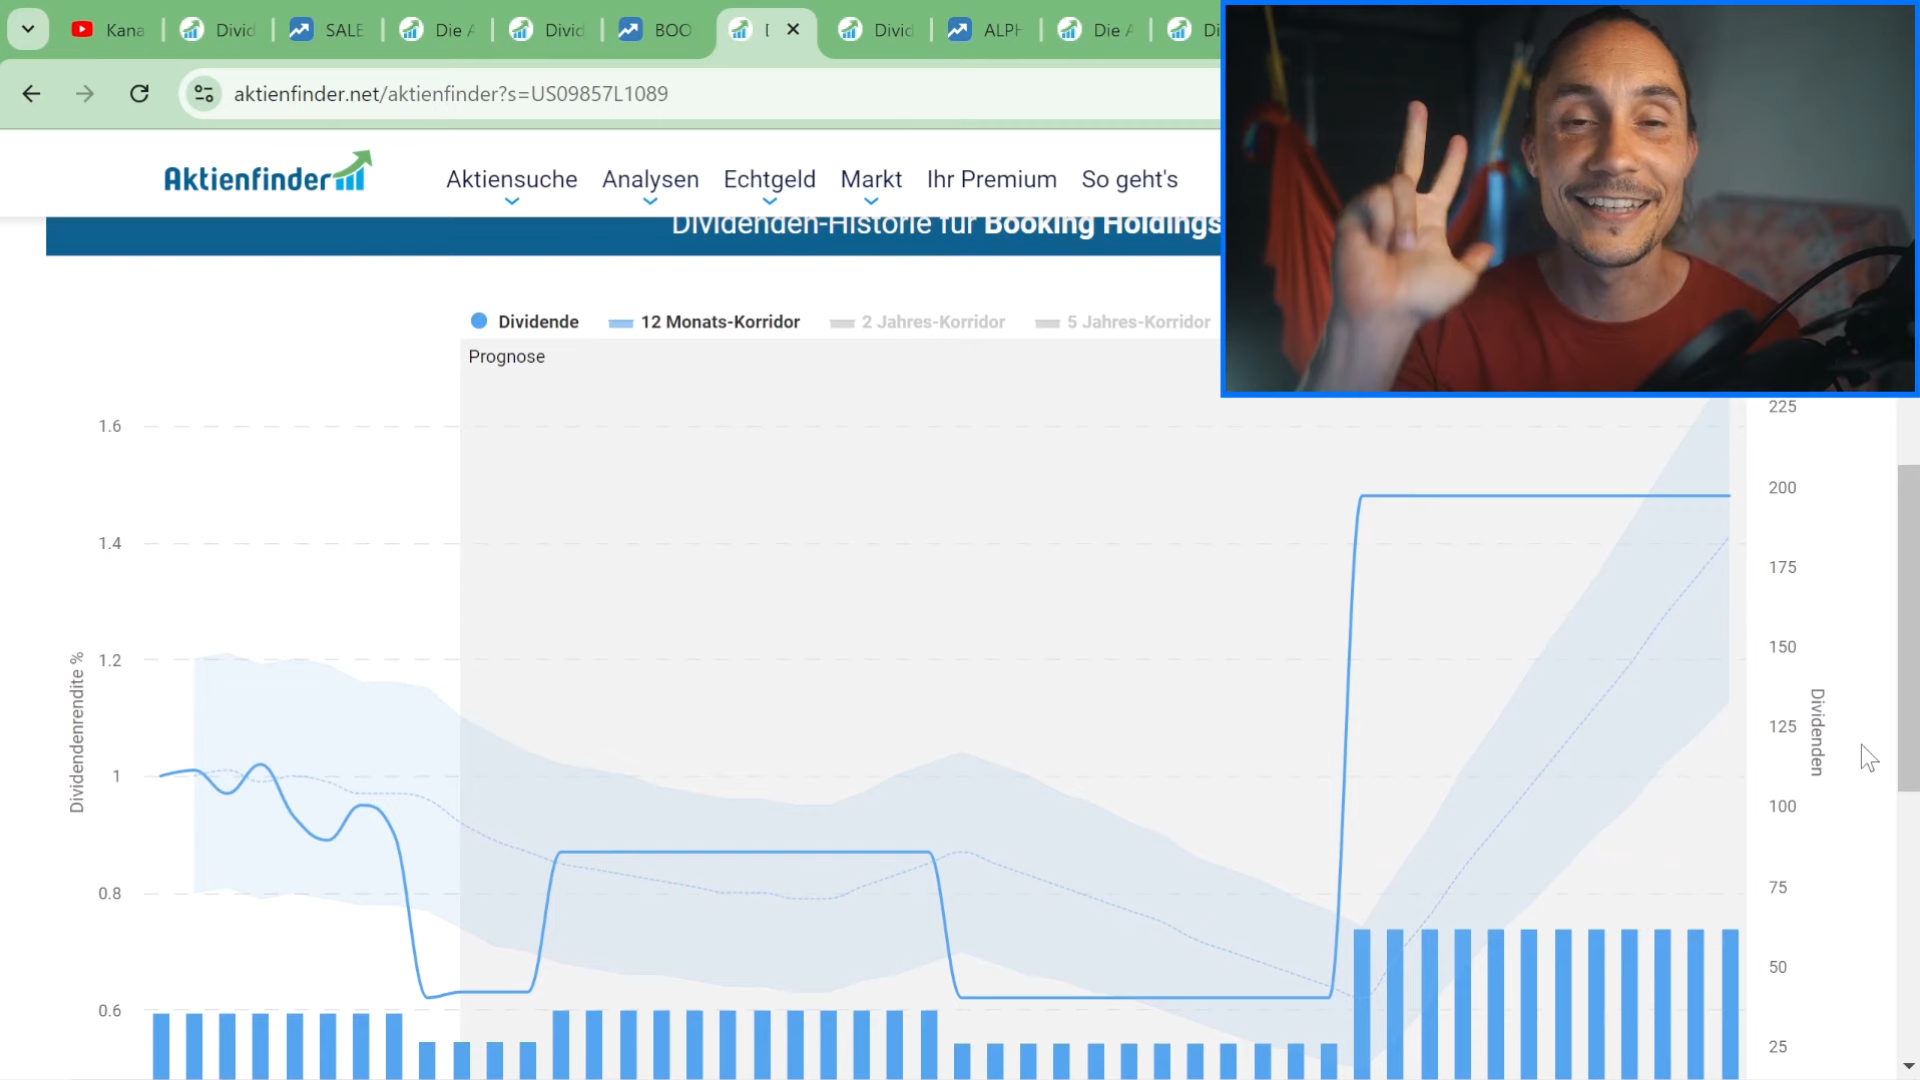 Kana
Divid
SALE
Die A
Divid
BOO
Divid
ALPH
Die A
Di
aktienfinder.net/aktienfinder?s=US09857L1089
Aktienfinder
Aktiensuche
Analysen
Echtgeld
Markt
Ihr Premium
So geht's
Dividenden-Historie für Booking Holdings
Dividende
12 Monats-Korridor
2 Jahres-Korridor
5 Jahres-Korridor
Prognose
1.6
1.4
1.2
1
0.8
0.6
Dividendenrendite %
225
200
175
150
125
100
75
50
25
Dividenden